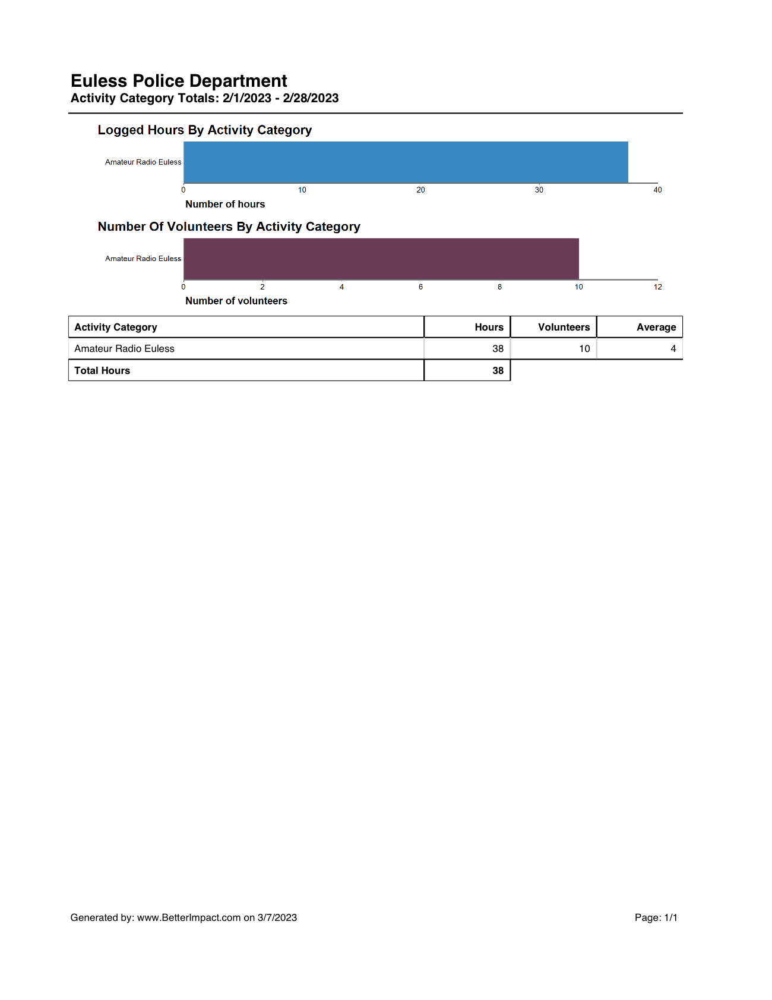 Euless Police Department
Activity Category Totals: 2/1/2023 - 2/28/2023
Logged Hours By Activity Category
Amateur Radio Euless
0 10 20 30 40
Number of hours
Number Of Volunteers By Activity Category
Amateur Radio Euless
0 2 4 6 8 10 12
Number of volunteers
Activity Category Hours Volunteers Average
Amateur Radio Euless 38 10 4
Total Hours 38
Generated by: www.BetterImpact.com on 3/7/2023 Page: 1/1